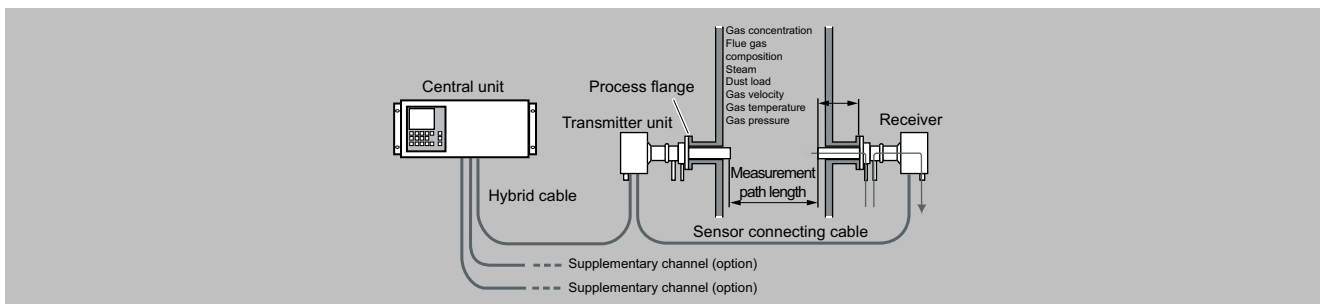 Gas concentration
Flue gas
composition
Steam
Dust load
Gas velocity
Gas temperature
Gas pressure
Central unit
Process flange
Transmitter unit
Receiver
Measurement
path length
Hybrid cable
Sensor connecting cable
Supplementary channel (option)
Supplementary channel (option)